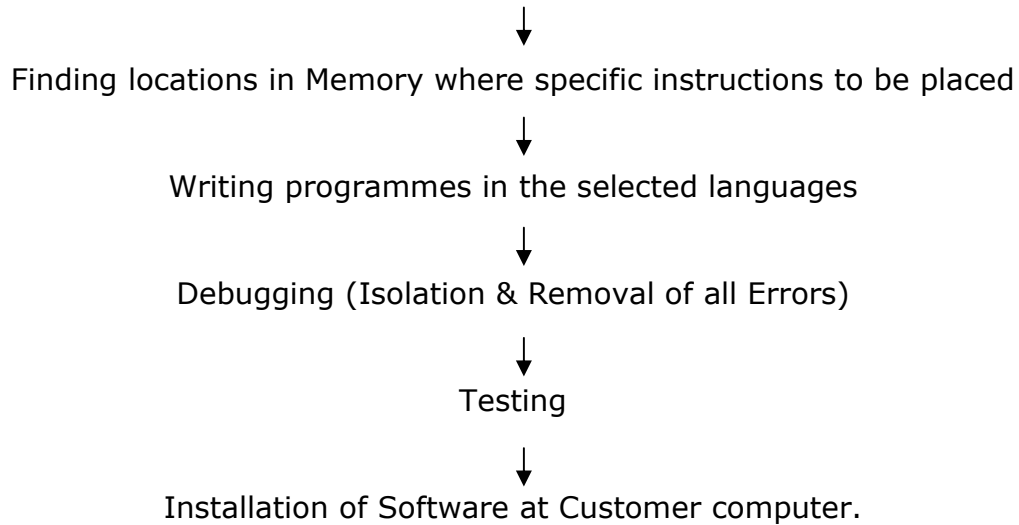 Finding locations in Memory where specific instructions to be placed
Writing programmes in the selected languages
Debugging (Isolation & Removal of all Errors)
Testing
Installation of Software at Customer computer.